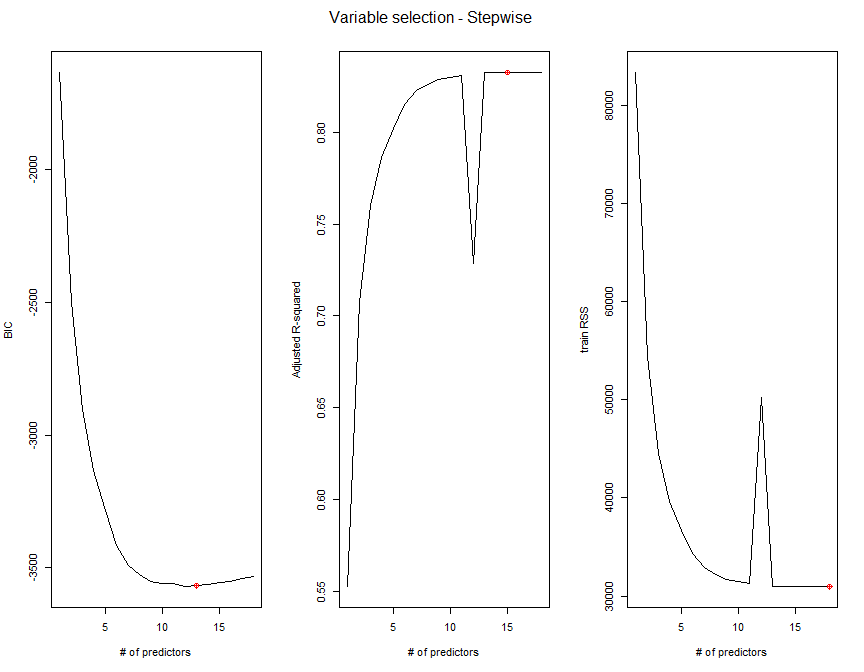 Variable selection - Stepwise
BIC
-2000
-2500
-3000
-3500
5 10 15
# of predictors
Adjusted R-squared
0.80
0.75
0.70
0.65
0.60
0.55
5 10 15
# of predictors
train RSS
80000
70000
60000
50000
40000
30000
5 10 15
# of predictors